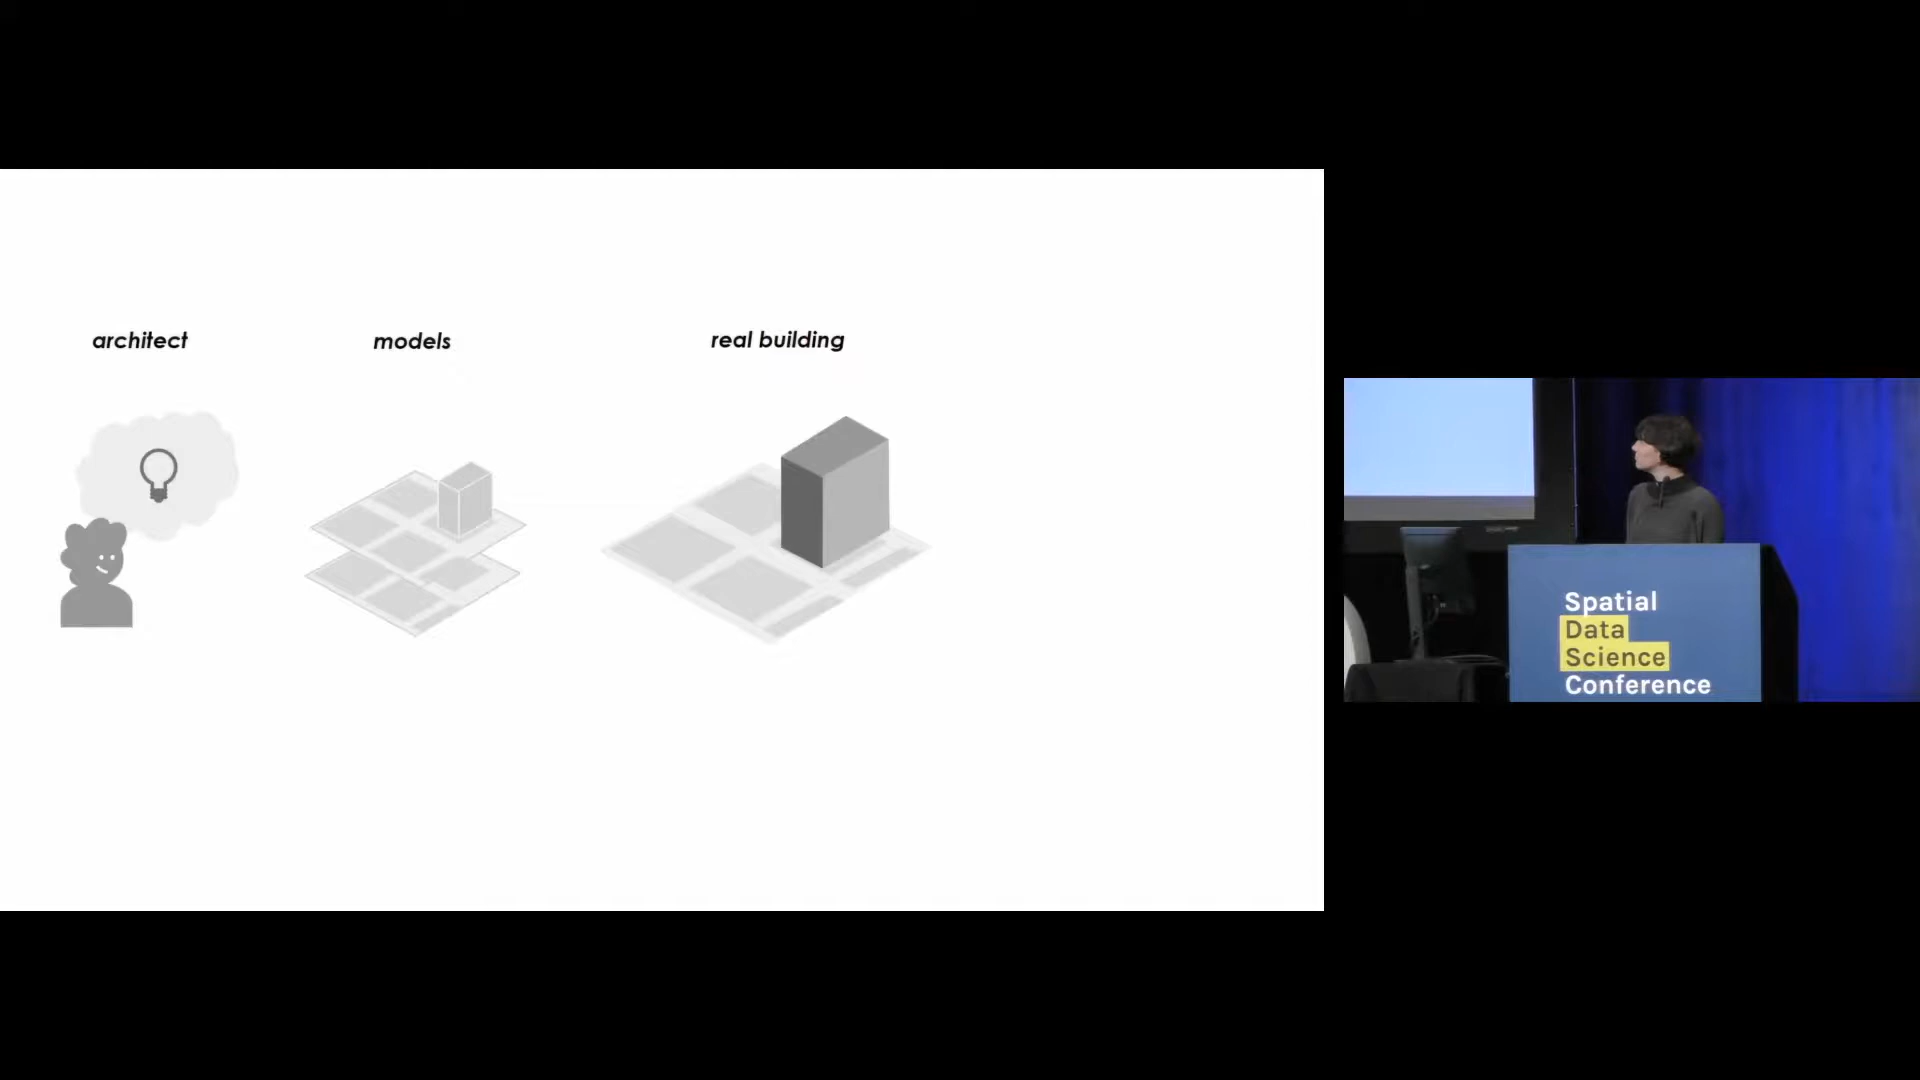 architect
models
real building
Spatial
Data
Science
Conference